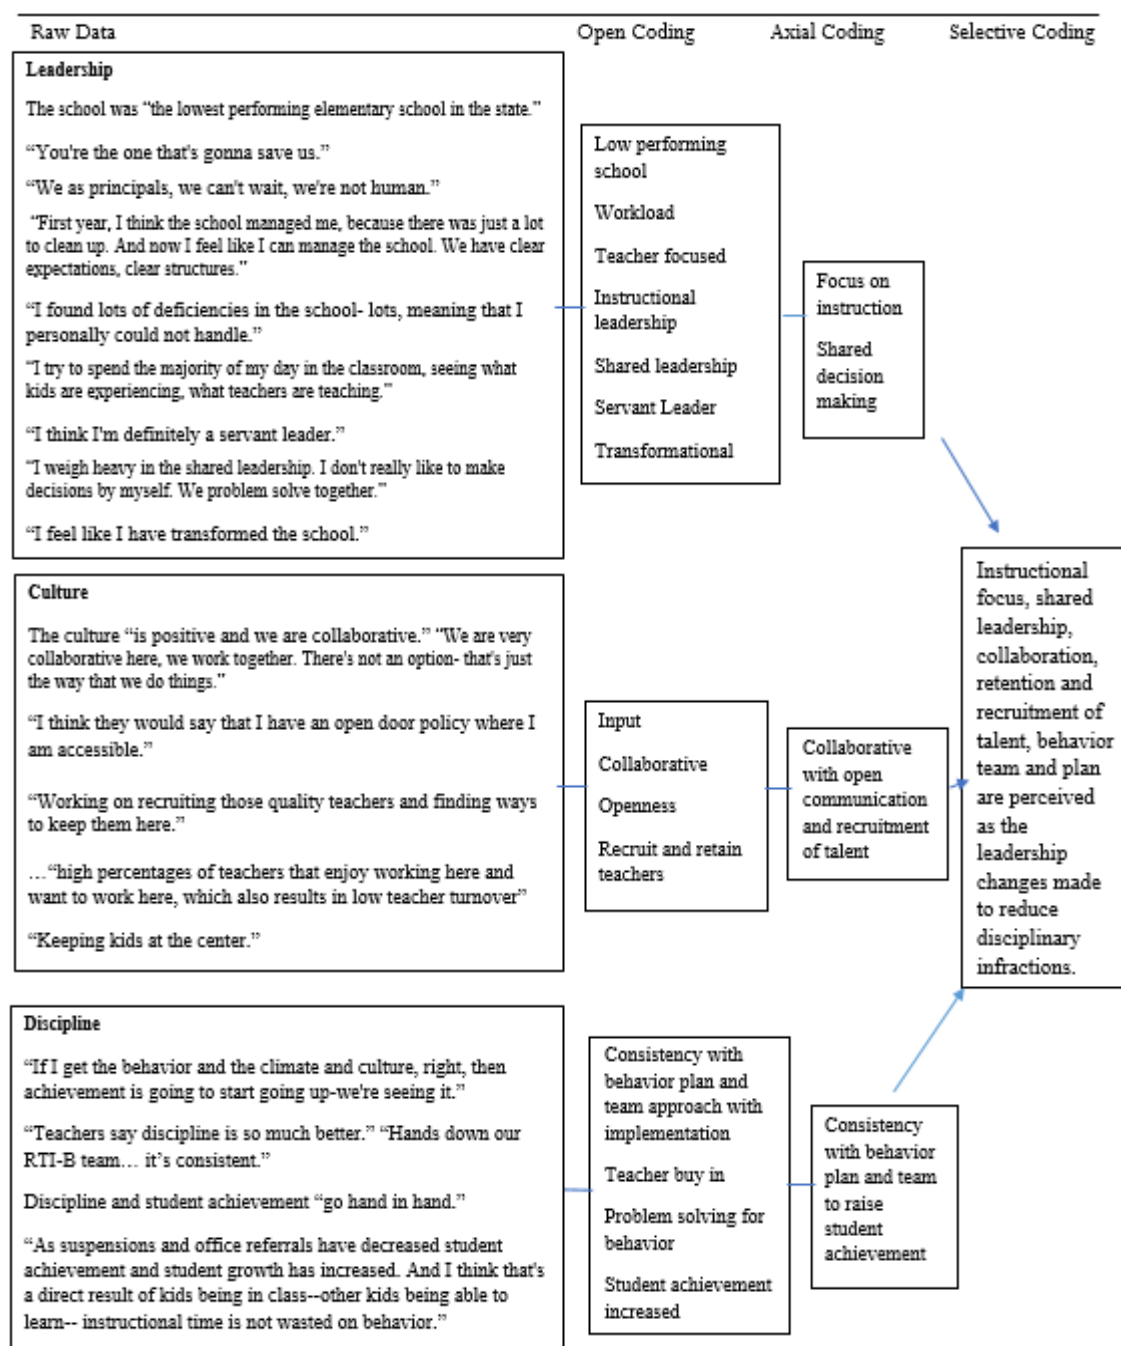 Raw Data
Open Coding
Axial Coding
Selective Coding
Leadership
The school was “the lowest performing elementary school in the state.”
“You're the one that's gonna save us.”
“We as principals, we can't wait, we're not human.”
“First year, I think the school managed me, because there was just a lot
to clean up. And now I feel like I can manage the school. We have clear
expectations, clear structures.”
“I found lots of deficiencies in the school- lots, meaning that I
personally could not handle.”
“I try to spend the majority of my day in the classroom, seeing what
kids are experiencing, what teachers are teaching.”
“I think I'm definitely a servant leader.”
“I weigh heavy in the shared leadership. I don't really like to make
decisions by myself. We problem solve together.”
“I feel like I have transformed the school.”
Low performing
school
Workload
Teacher focused
Instructional
leadership
Shared leadership
Servant Leader
Transformational
Focus on
instruction
Shared
decision
making
Culture
The culture “is positive and we are collaborative.” “We are very
collaborative here, we work together. There's not an option- that's just
the way that we do things.”
“I think they would say that I have an open door policy where I
am accessible.”
“Working on recruiting those quality teachers and finding ways
to keep them here.”
…“high percentages of teachers that enjoy working here and
want to work here, which also results in low teacher turnover”
“Keeping kids at the center.”
Input
Collaborative
Openness
Recruit and retain
teachers
Collaborative
with open
communication
and recruitment
of talent
Instructional
focus, shared
leadership,
collaboration,
retention and
recruitment of
talent, behavior
team and plan
are perceived
as the
leadership
changes made
to reduce
disciplinary
infractions.
Discipline
“If I get the behavior and the climate and culture, right, then
achievement is going to start going up-we're seeing it.”
“Teachers say discipline is so much better.” “Hands down our
RTI-B team… it’s consistent.”
Discipline and student achievement “go hand in hand.”
“As suspensions and office referrals have decreased student
achievement and student growth has increased. And I think that's
a direct result of kids being in class--other kids being able to
learn-- instructional time is not wasted on behavior.”
Consistency with
behavior plan and
team approach with
implementation
Teacher buy in
Problem solving for
behavior
Student achievement
increased
Consistency
with behavior
plan and team
to raise
student
achievement